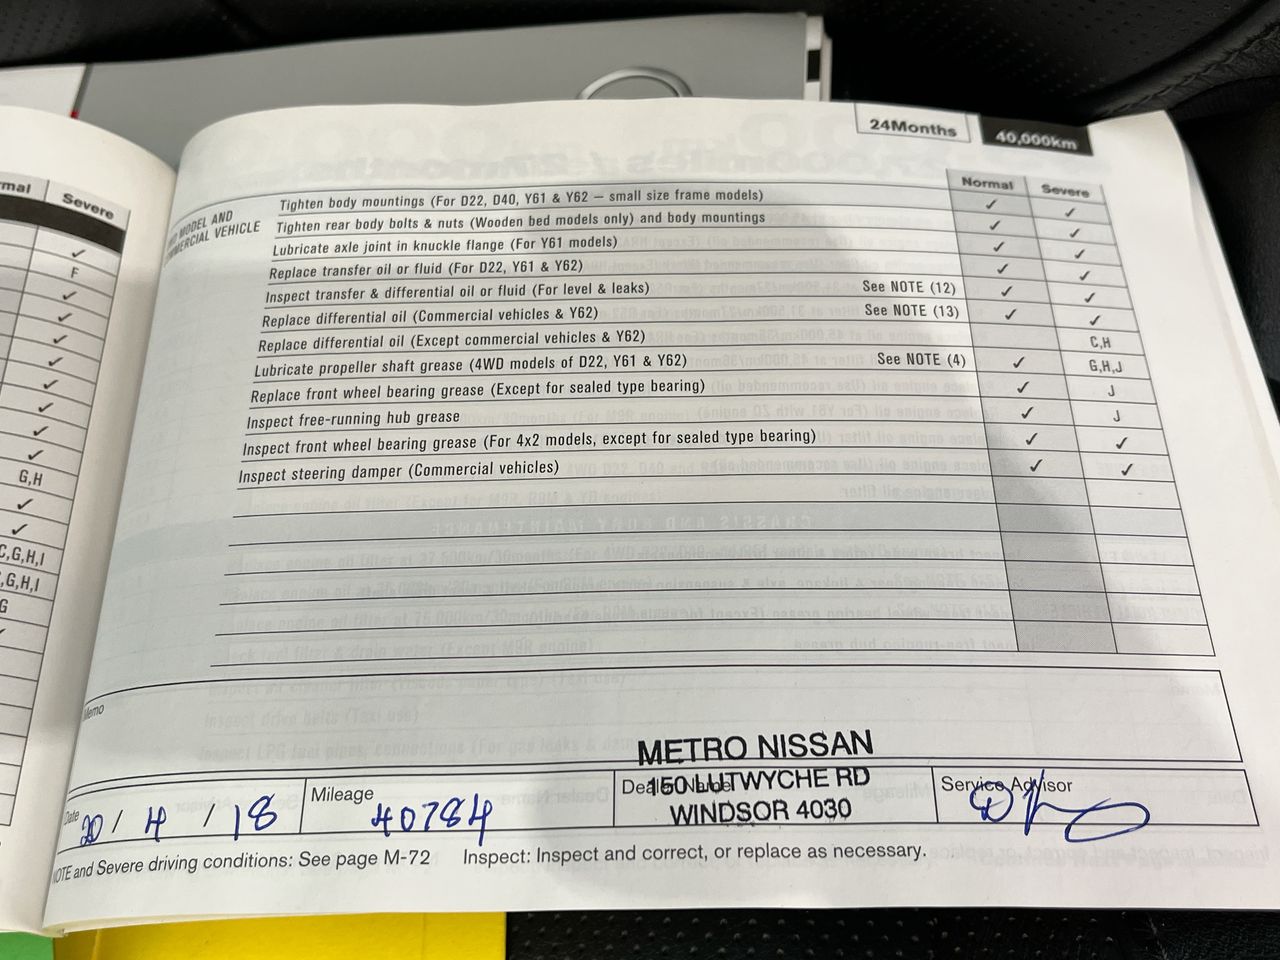 24Months 40,000km
Normal Severe
MODEL AND
COMMERCIAL VEHICLE
Tighten body mountings (For D22, D40, Y61 & Y62 – small size frame models) ✓ ✓
Tighten rear body bolts & nuts (Wooden bed models only) and body mountings ✓ ✓
Lubricate axle joint in knuckle flange (For Y61 models) ✓ ✓
Replace transfer oil or fluid (For D22, Y61 & Y62) ✓ ✓
Inspect transfer & differential oil or fluid (For level & leaks) See NOTE (12) ✓ ✓
Replace differential oil (Commercial vehicles & Y62) See NOTE (13) ✓ ✓
Replace differential oil (Except commercial vehicles & Y62) C,H
Lubricate propeller shaft grease (4WD models of D22, Y61 & Y62) See NOTE (4) ✓ G,H,J
Replace front wheel bearing grease (Except for sealed type bearing) ✓ J
Inspect free-running hub grease ✓ J
Inspect front wheel bearing grease (For 4x2 models, except for sealed type bearing) ✓ ✓
Inspect steering damper (Commercial vehicles) ✓ ✓
Memo
METRO NISSAN
150 LUTWYCHE RD
WINDSOR 4030
Date 20 / 4 / 18
Mileage 40784
Dealer Name
Service Advisor
NOTE and Severe driving conditions: See page M-72 Inspect: Inspect and correct, or replace as necessary.
Severe
✓
F
✓
✓
✓
✓
✓
✓
✓
✓
G,H
✓
✓
C,G,H,I
,G,H,I
G